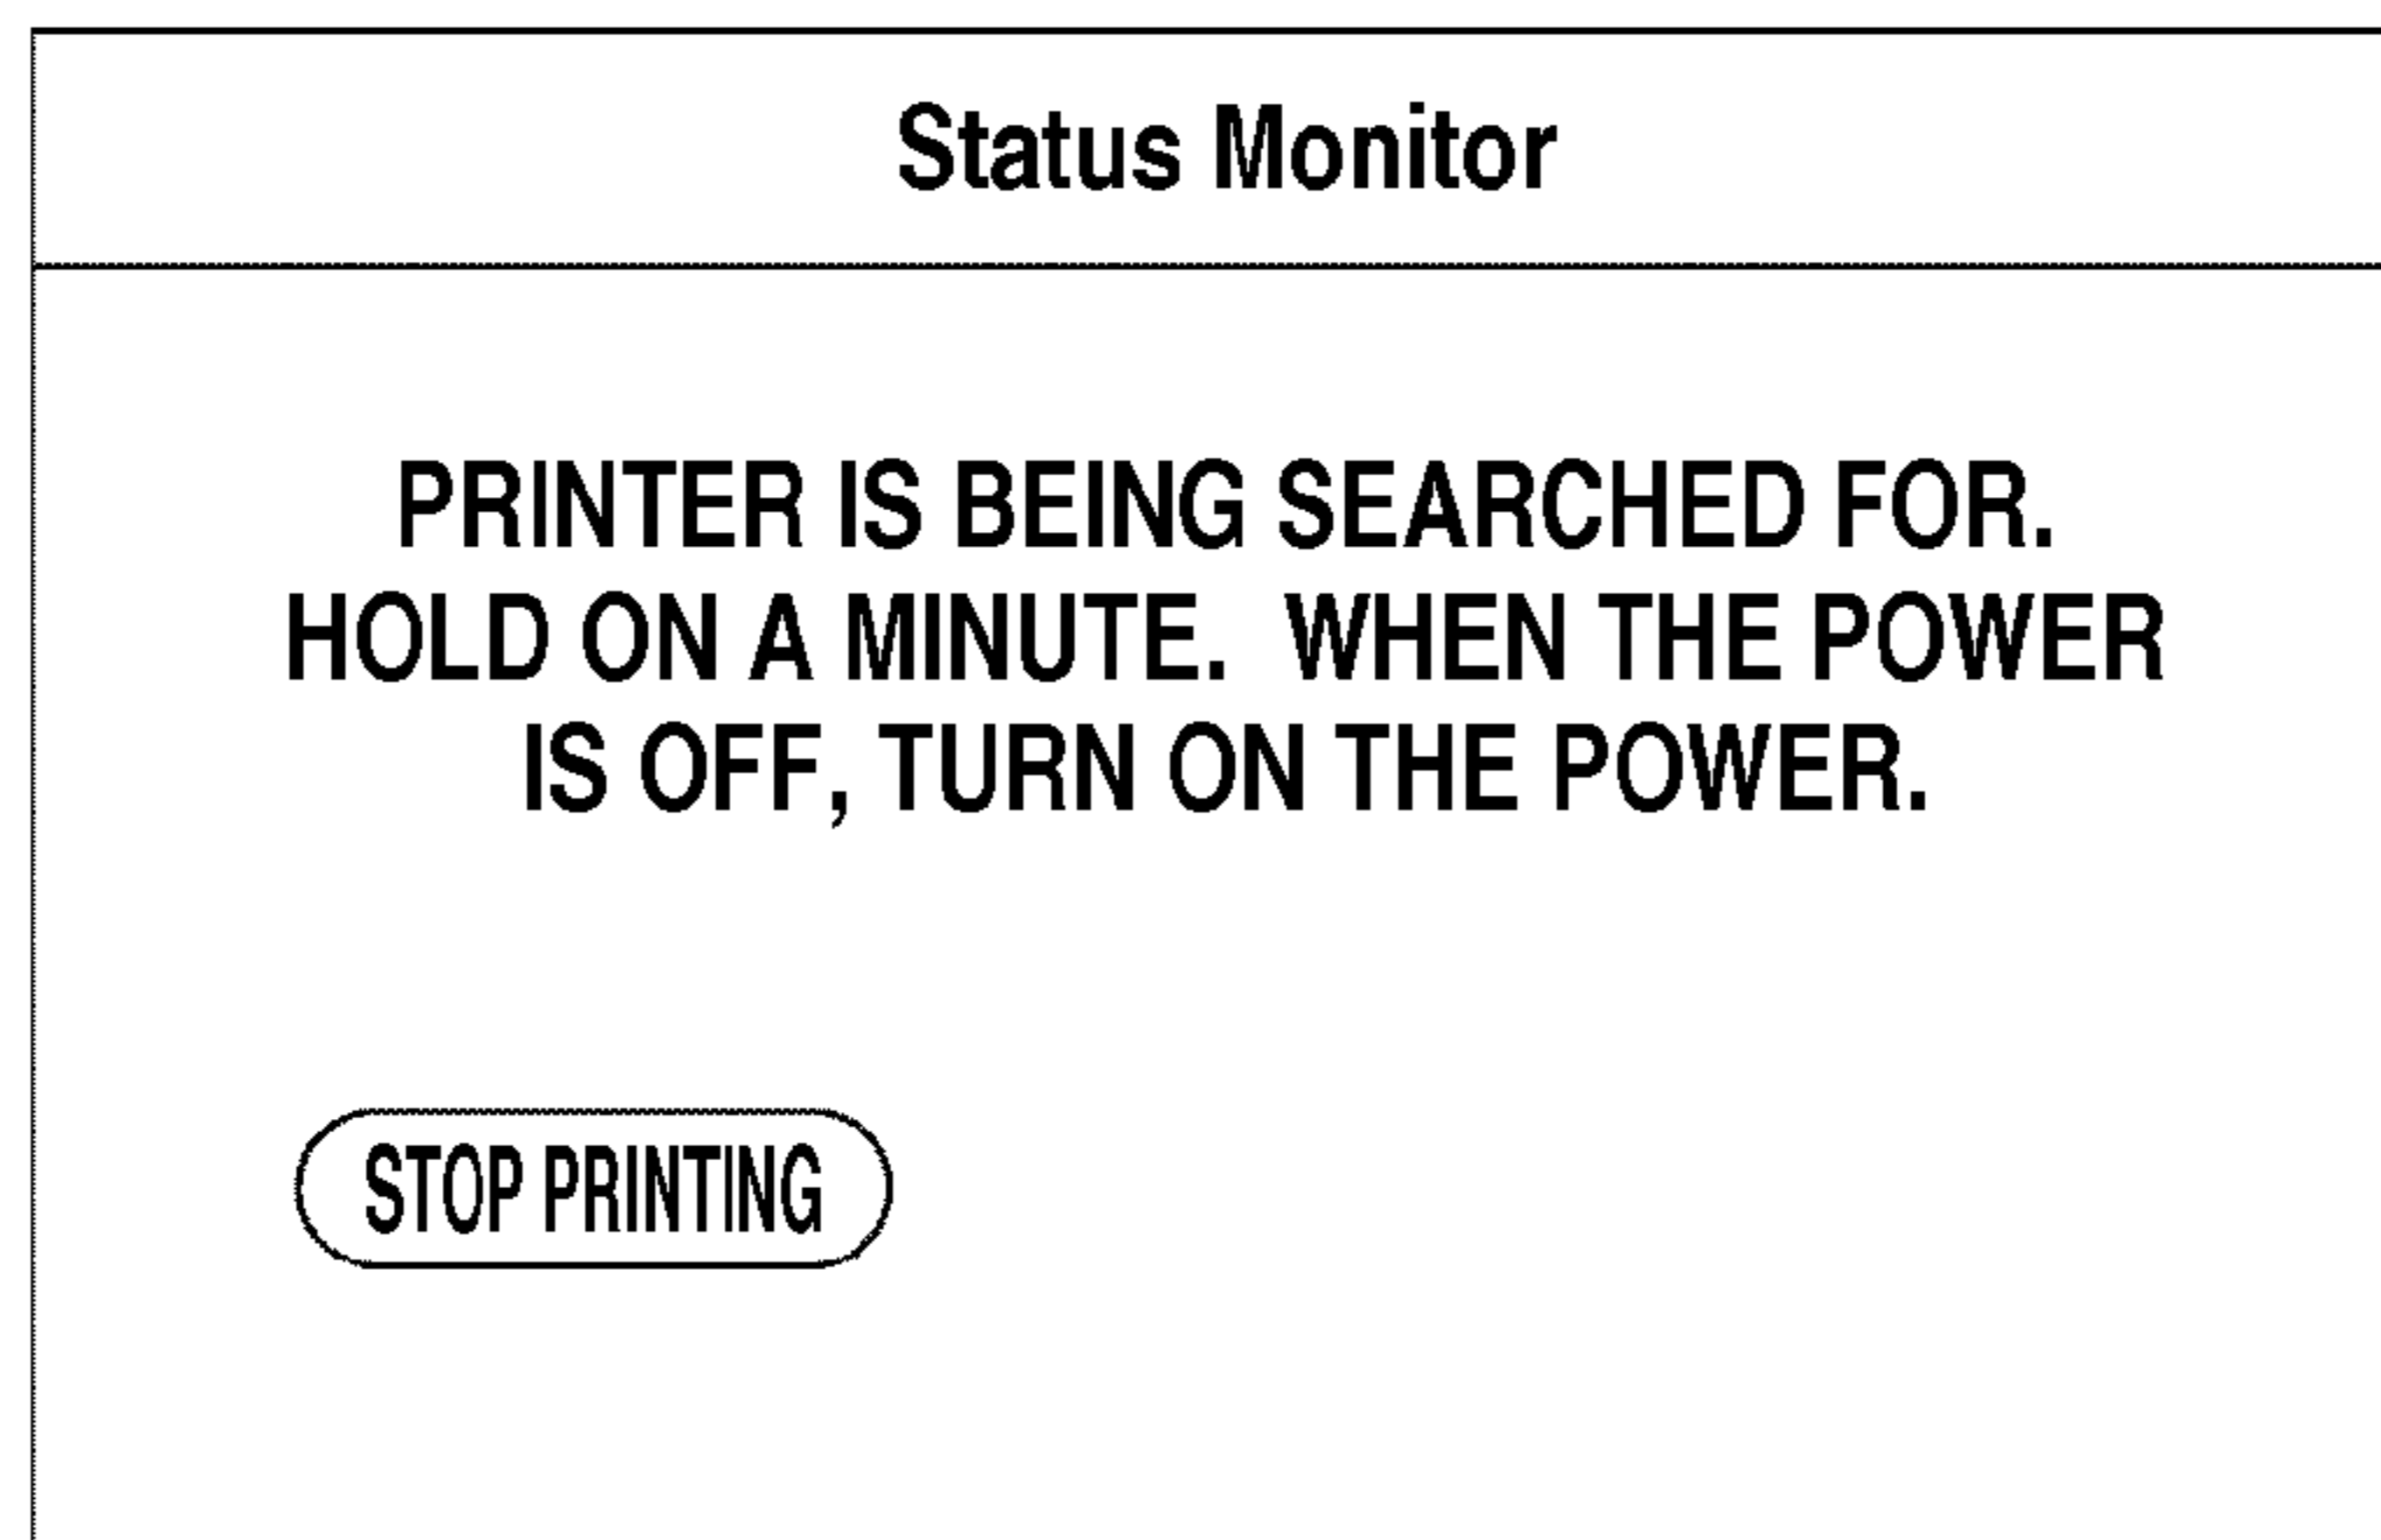 Status Monitor
PRINTER IS BEING SEARCHED FOR.
HOLD ON A MINUTE.  WHEN THE POWER
IS OFF, TURN ON THE POWER.
STOP PRINTING